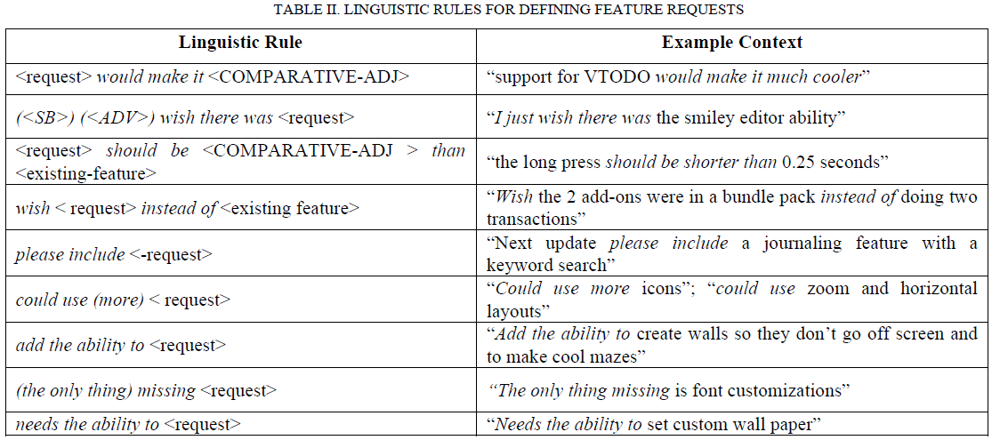 TABLE II. LINGUISTIC RULES FOR DEFINING FEATURE REQUESTS
Linguistic Rule
Example Context
<request> would make it <COMPARATIVE-ADJ>
“support for VTODO would make it much cooler”
(<SB>) (<ADV>) wish there was <request>
“I just wish there was the smiley editor ability”
<request> should be <COMPARATIVE-ADJ > than
<existing-feature>
“the long press should be shorter than 0.25 seconds”
wish < request> instead of <existing feature>
“Wish the 2 add-ons were in a bundle pack instead of doing two
transactions”
please include <-request>
“Next update please include a journaling feature with a
keyword search”
could use (more) < request>
“Could use more icons”; “could use zoom and horizontal
layouts”
add the ability to <request>
“Add the ability to create walls so they don’t go off screen and
to make cool mazes”
(the only thing) missing <request>
“The only thing missing is font customizations”
needs the ability to <request>
“Needs the ability to set custom wall paper”